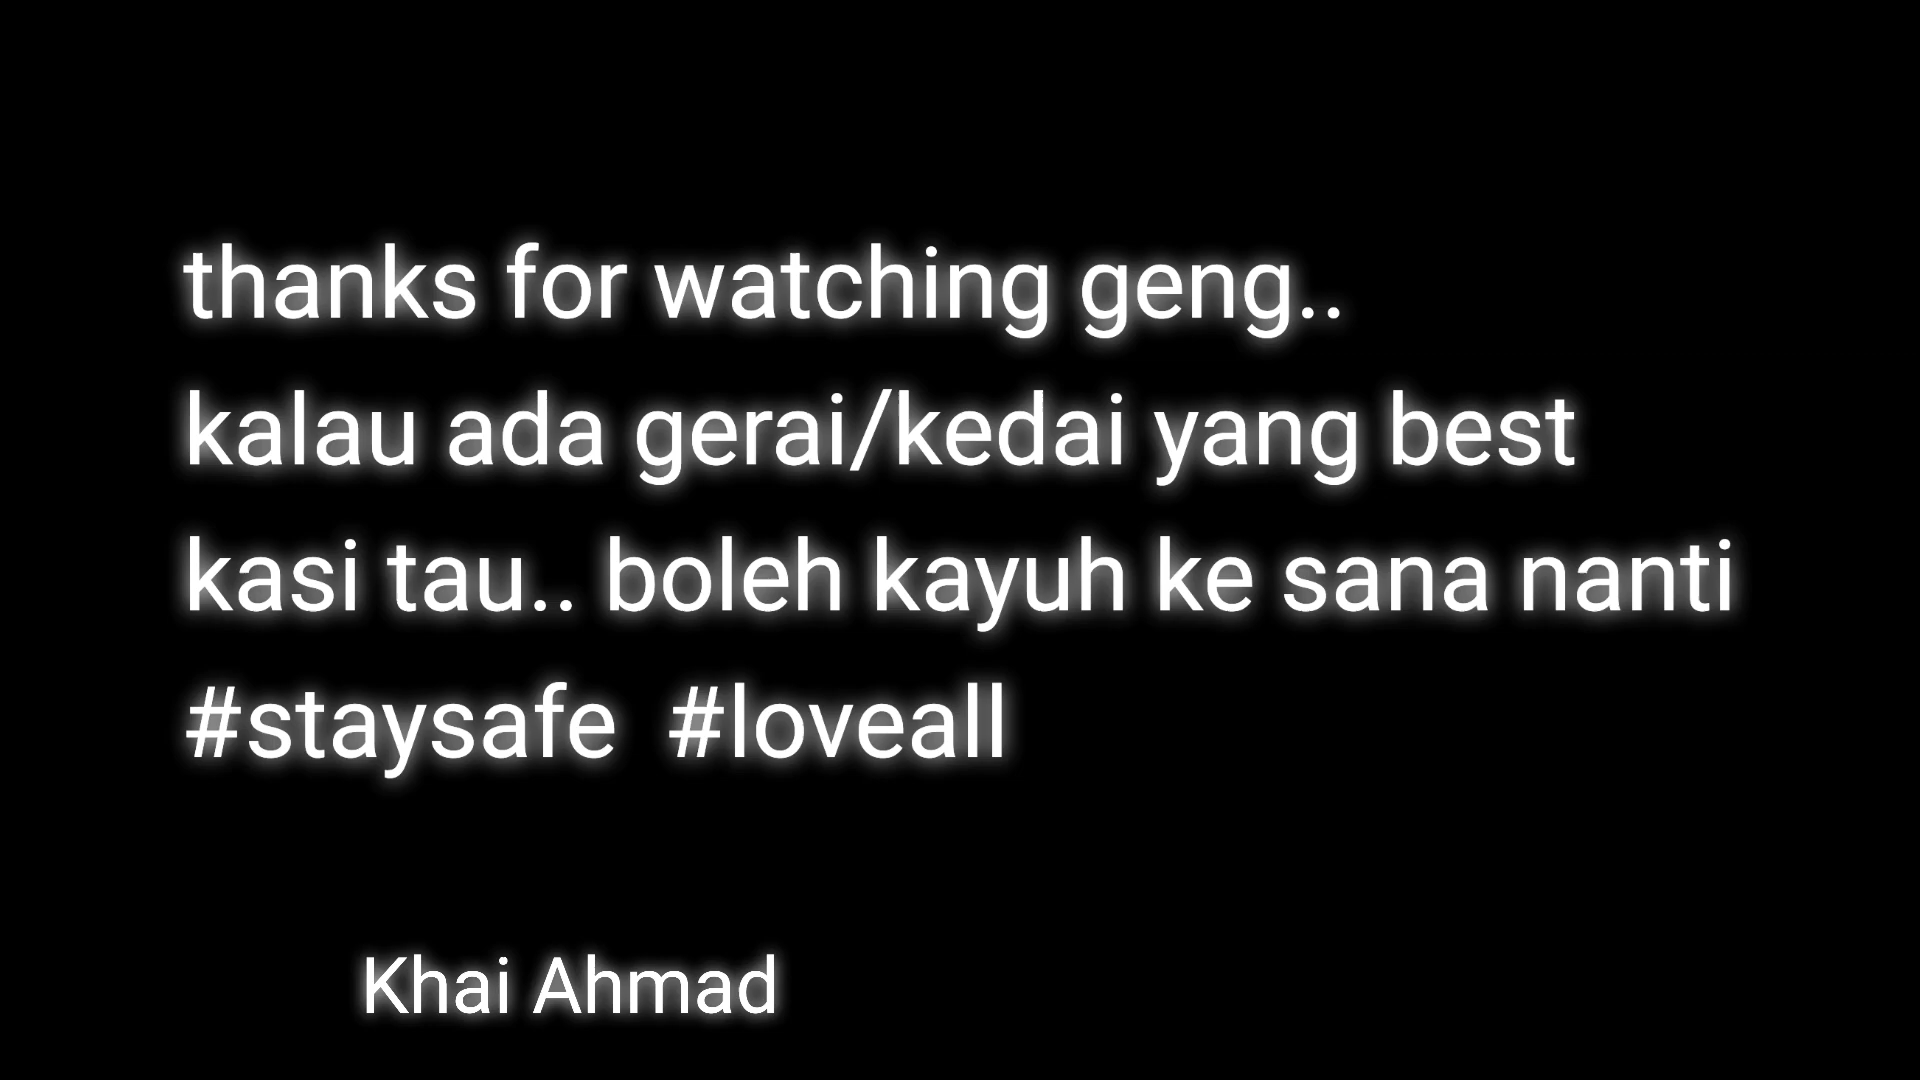 thanks for watching geng..
kalau ada gerai/kedai yang best
kasi tau.. boleh kayuh ke sana nanti
#staysafe  #loveall
Khai Ahmad